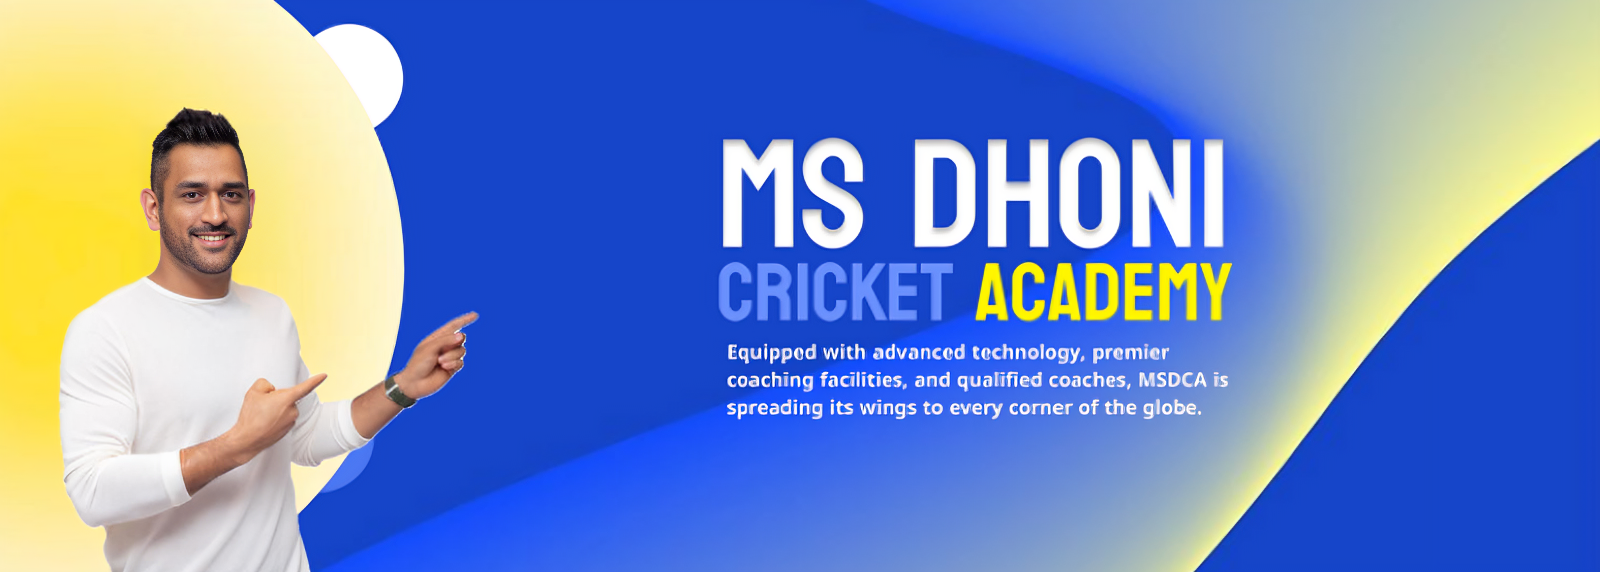 MS DHONI
CRICKET ACADEMY
Equipped with advanced technology, premier
coaching facilities, and qualified coaches, MSDCA is
spreading its wings to every corner of the globe.